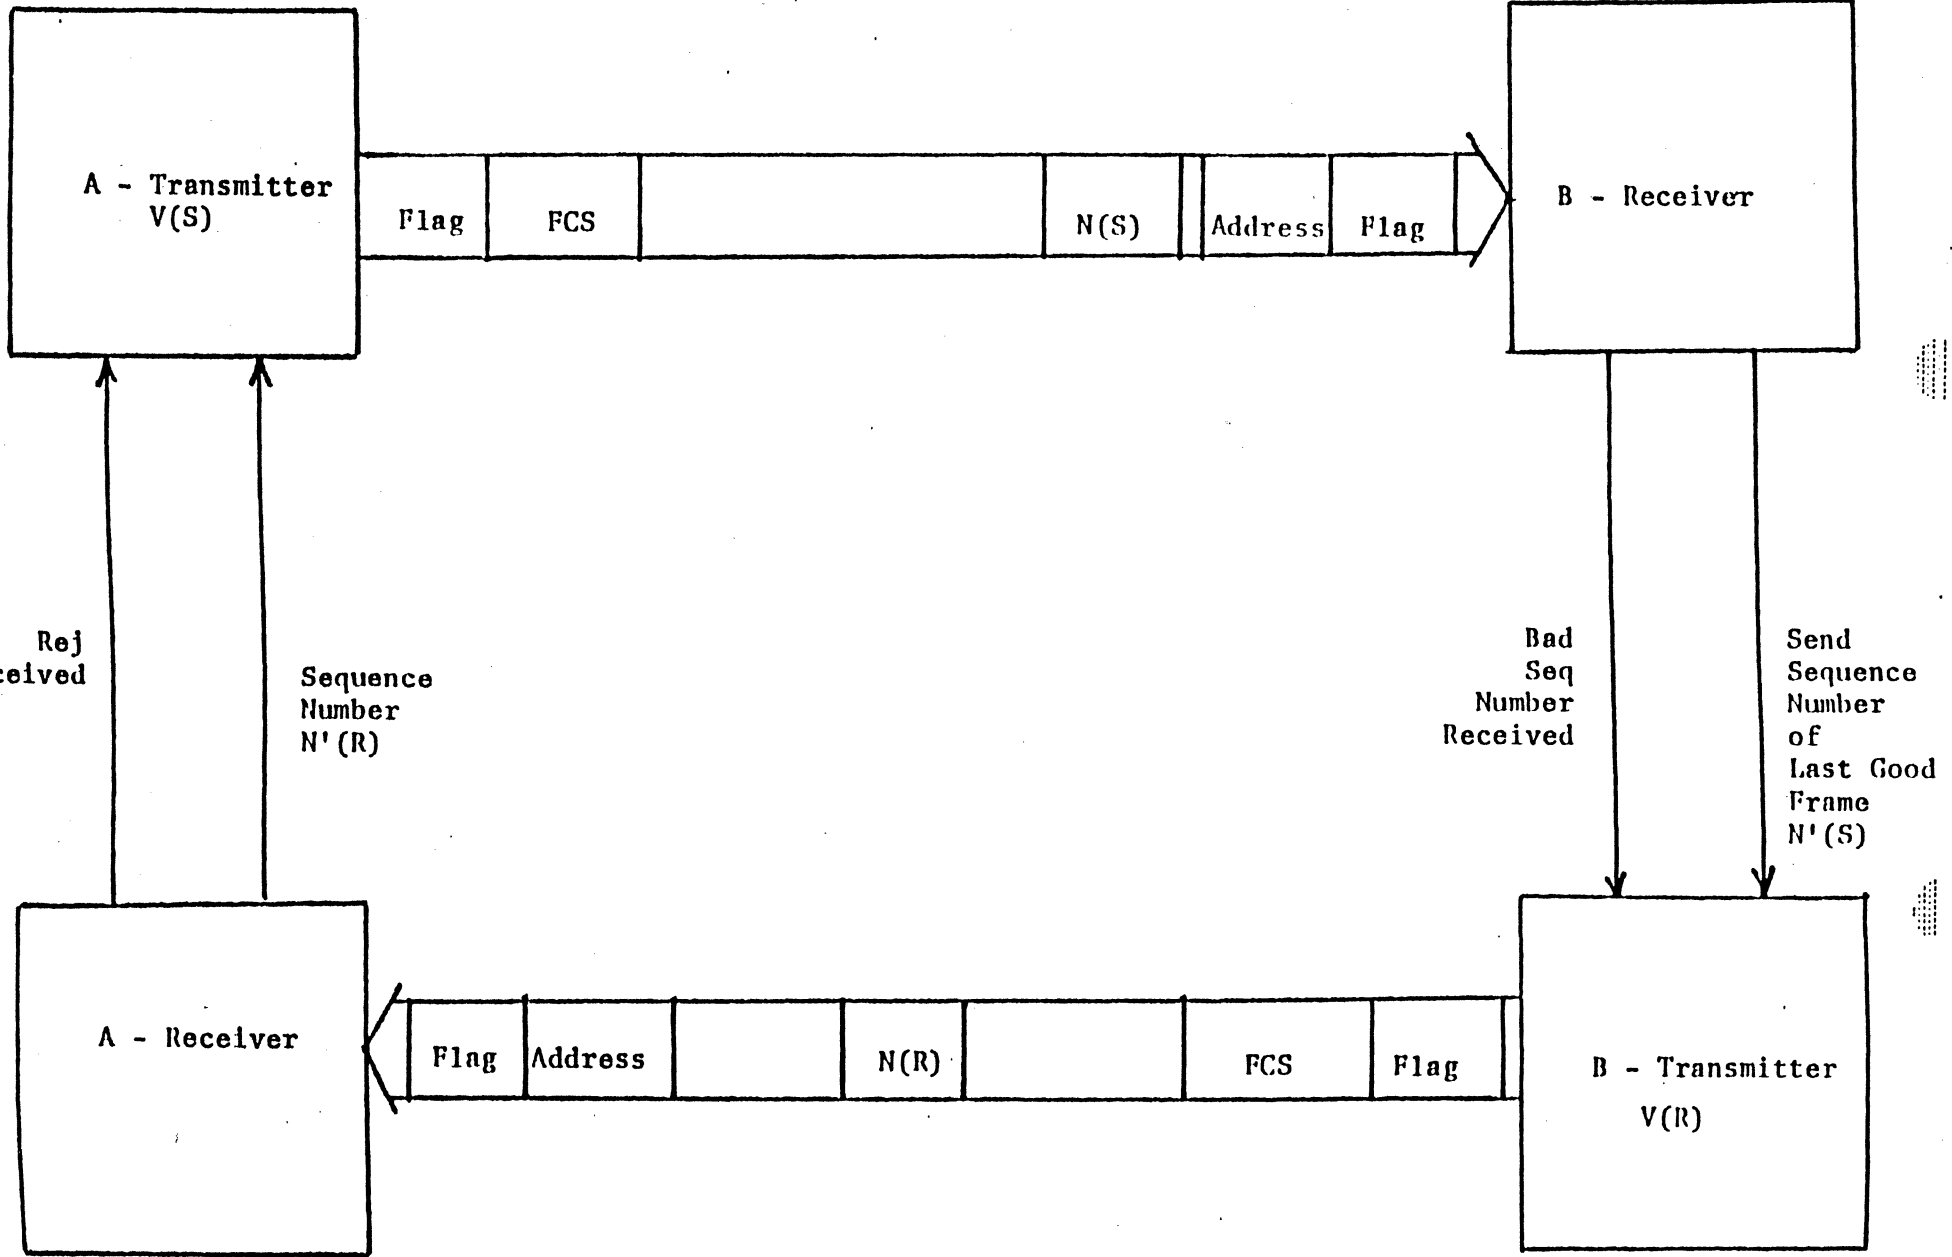 A - Transmitter
V(S)
Flag
FCS
N(S)
Address
Flag
B - Receiver
Rej
ceived
Sequence
Number
N'(R)
Bad
Seq
Number
Received
Send
Sequence
Number
of
Last Good
Frame
N'(S)
A - Receiver
Flag
Address
N(R)
FCS
Flag
B - Transmitter
V(R)